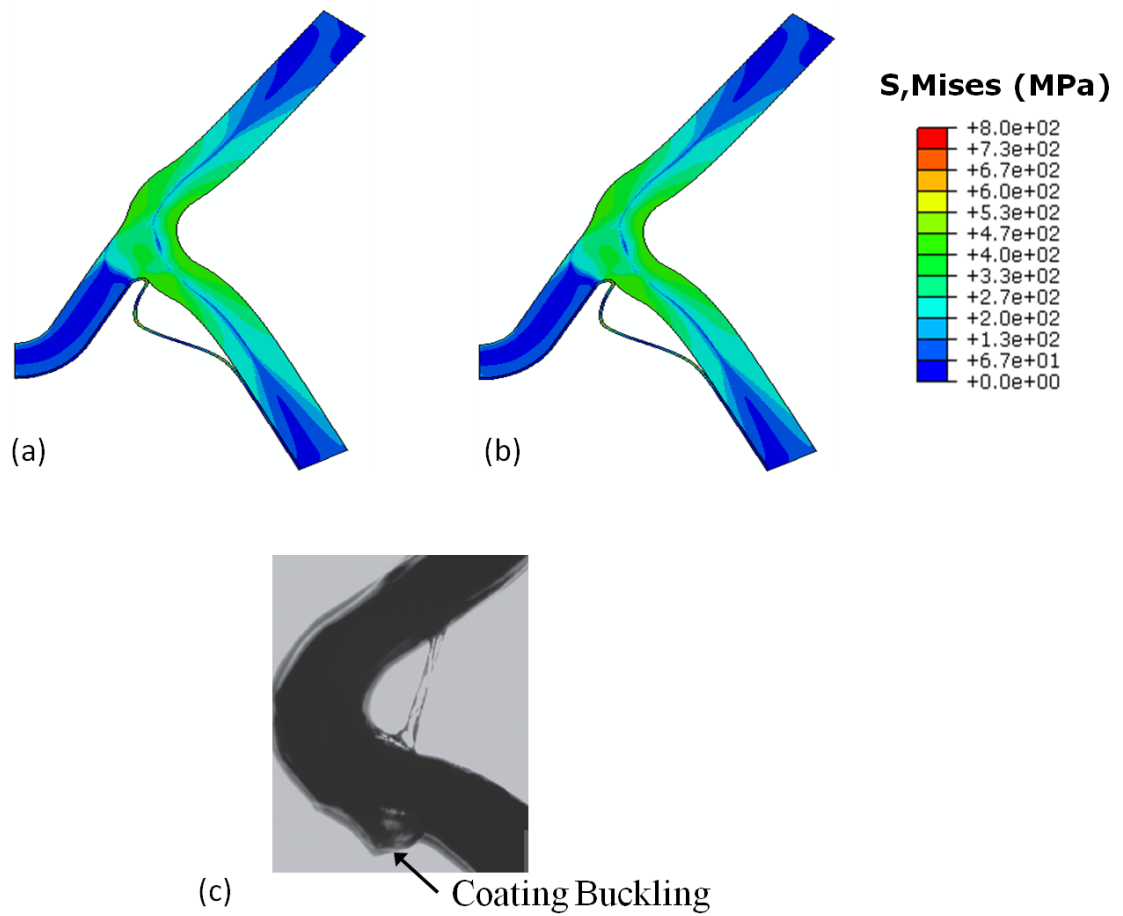 S,Mises (MPa)
+8.0e+02
+7.3e+02
+6.7e+02
+6.0e+02
+5.3e+02
+4.7e+02
+4.0e+02
+3.3e+02
+2.7e+02
+2.0e+02
+1.3e+02
+6.7e+01
+0.0e+00
(a)
(b)
(c)
Coating Buckling